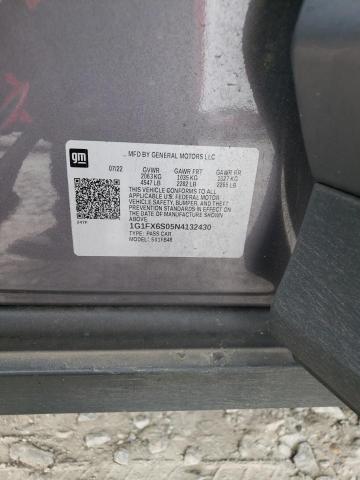 gm
MFD BY GENERAL MOTORS LLC
07/22 GVWR GAWR FRT GAWR RR
2063 KG 1035 KG 1027 KG
4547 LB 2282 LB 2265 LB
THIS VEHICLE CONFORMS TO ALL
APPLICABLE U.S. FEDERAL MOTOR
VEHICLE SAFETY, BUMPER, AND
THEFT PREVENTION STANDARDS IN
EFFECT ON THE DATE OF
MANUFACTURE SHOWN
ABOVE.
1G1FX6S05N4132430
TYPE: PASS CAR
MODEL: